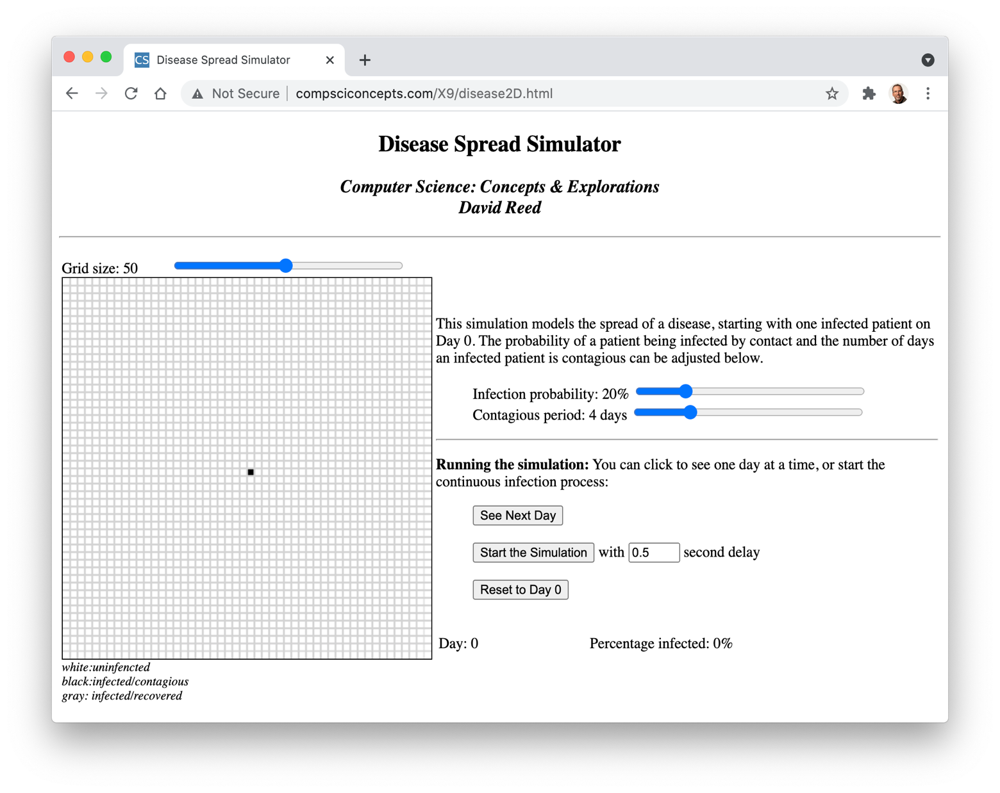 CS Disease Spread Simulator
Not Secure compsciconcepts.com/X9/disease2D.html
Disease Spread Simulator
Computer Science: Concepts & Explorations
David Reed
Grid size: 50
This simulation models the spread of a disease, starting with one infected patient on
Day 0. The probability of a patient being infected by contact and the number of days
an infected patient is contagious can be adjusted below.
Infection probability: 20%
Contagious period: 4 days
Running the simulation: You can click to see one day at a time, or start the
continuous infection process:
See Next Day
Start the Simulation with 0.5 second delay
Reset to Day 0
Day: 0 Percentage infected: 0%
white:uninfencted
black:infected/contagious
gray: infected/recovered